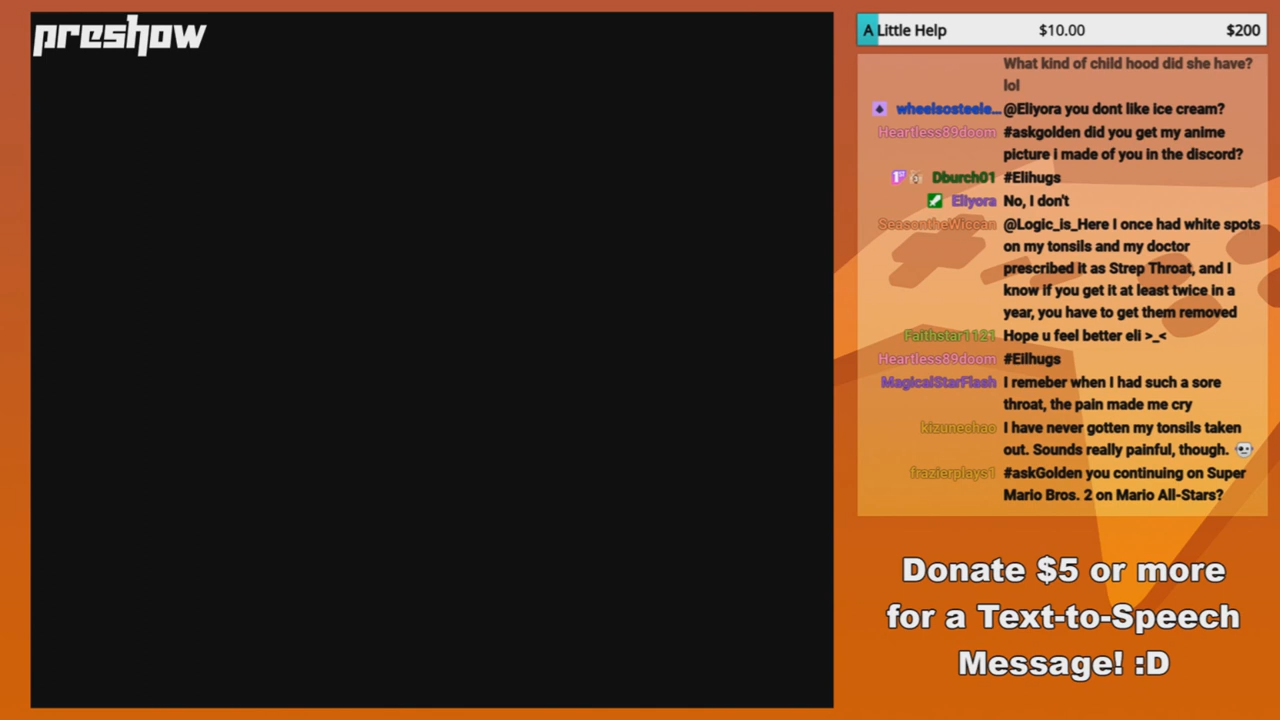 preshow
A Little Help $10.00 $200
What kind of child hood did she have?
lol
wheelsosteele... @Eliyora you dont like ice cream?
Heartless89doom #askgolden did you get my anime
picture i made of you in the discord?
1ST Dburch01 #Elihugs
Eliyora No, I don't
SeasontheWiccan @Logic_is_Here I once had white spots
on my tonsils and my doctor
prescribed it as Strep Throat, and I
know if you get it at least twice in a
year, you have to get them removed
Faithstar1121 Hope u feel better eli >_<
Heartless89doom #Eilhugs
MagicalStarFlash I remeber when I had such a sore
throat, the pain made me cry
kizunechao I have never gotten my tonsils taken
out. Sounds really painful, though.
frazierplays1 #askGolden you continuing on Super
Mario Bros. 2 on Mario All-Stars?
Donate $5 or more
for a Text-to-Speech
Message! :D